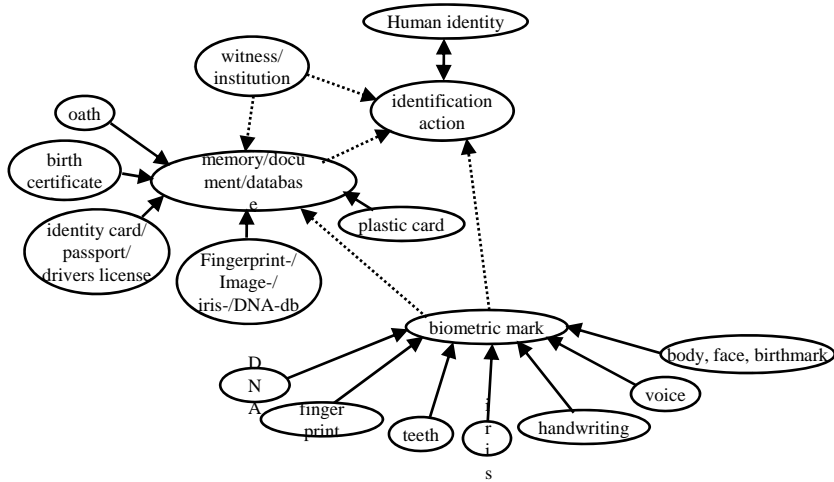 Human identity
witness/
institution
identification
action
oath
birth
certificate
memory/docu
ment/databas
e
identity card/
passport/
drivers license
plastic card
Fingerprint-/
Image-/
iris-/DNA-db
biometric mark
body, face, birthmark
D
N
A
finger
print
teeth
i
r
i
s
handwriting
voice